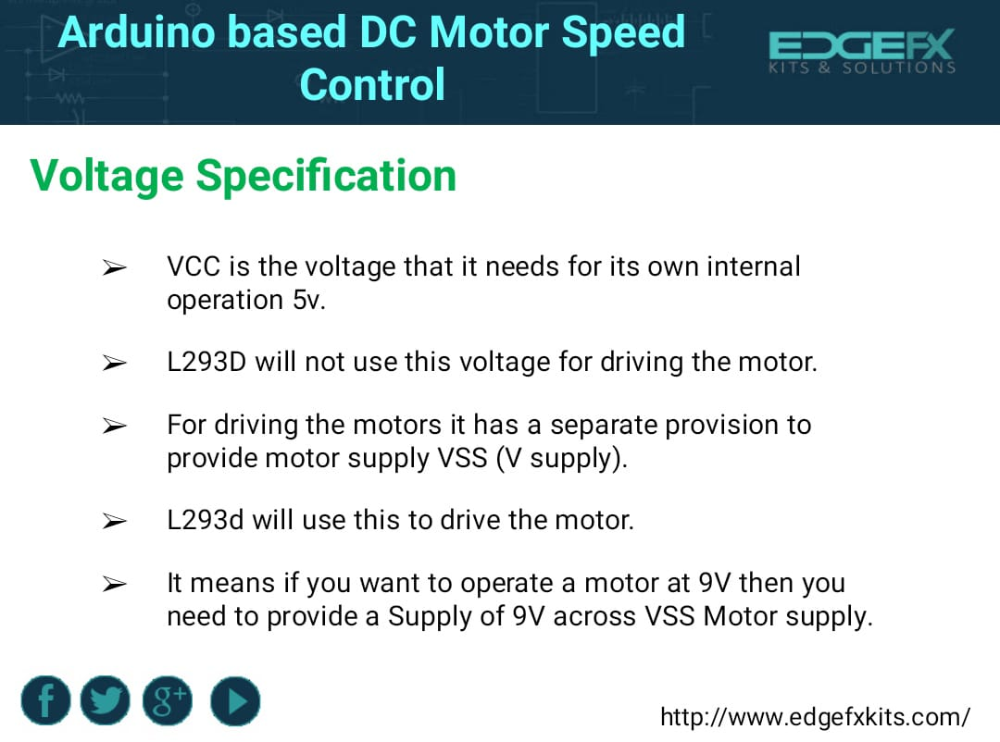 Arduino based DC Motor Speed
Control
EDGEFX
KITS & SOLUTIONS
Voltage Specification
➢ VCC is the voltage that it needs for its own internal
operation 5v.
➢ L293D will not use this voltage for driving the motor.
➢ For driving the motors it has a separate provision to
provide motor supply VSS (V supply).
➢ L293d will use this to drive the motor.
➢ It means if you want to operate a motor at 9V then you
need to provide a Supply of 9V across VSS Motor supply.
f
g+
http://www.edgefxkits.com/